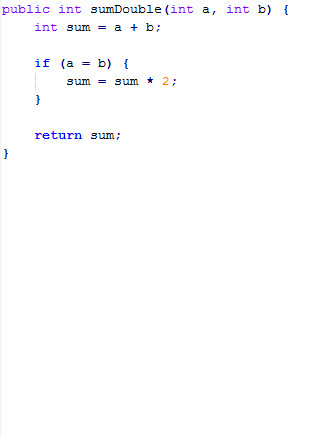 public int sumDouble(int a, int b) {
    int sum = a + b;

    if (a = b) {
        sum = sum * 2;
    }

    return sum;
}